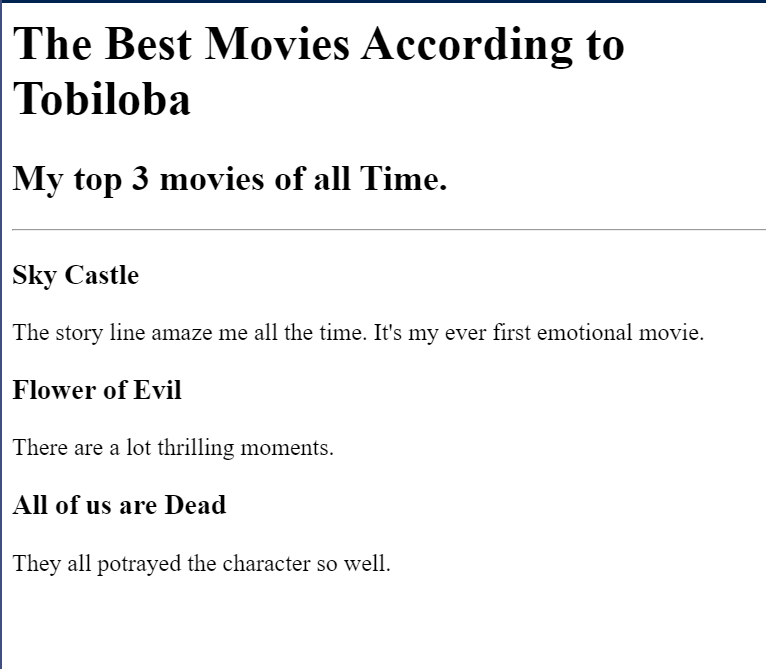 The Best Movies According to
Tobiloba
My top 3 movies of all Time.
Sky Castle
The story line amaze me all the time. It's my ever first emotional movie.
Flower of Evil
There are a lot thrilling moments.
All of us are Dead
They all potrayed the character so well.